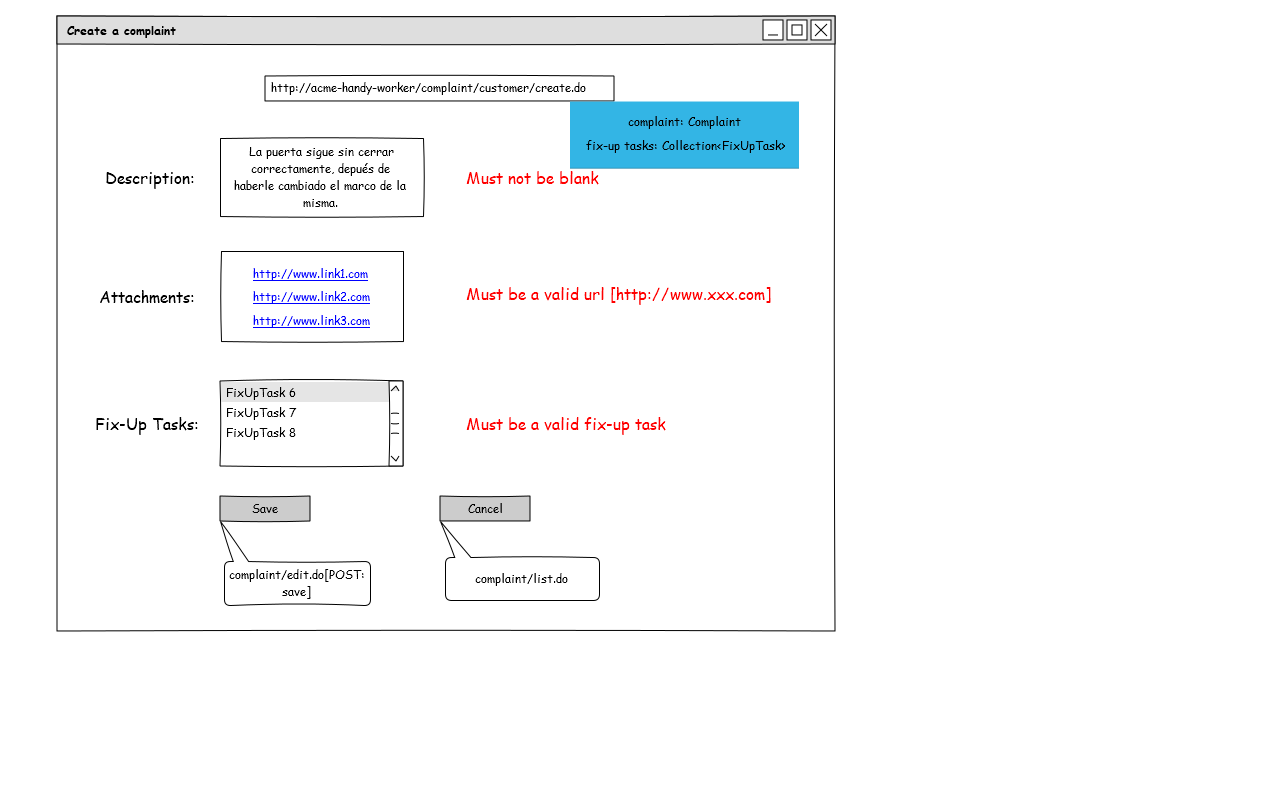 Create a complaint
http://acme-handy-worker/complaint/customer/create.do
complaint: Complaint
fix-up tasks: Collection<FixUpTask>
Description:
La puerta sigue sin cerrar
correctamente, depués de
haberle cambiado el marco de la
misma.
Must not be blank
Attachments:
http://www.link1.com
http://www.link2.com
http://www.link3.com
Must be a valid url [http://www.xxx.com]
Fix-Up Tasks:
FixUpTask 6
FixUpTask 7
FixUpTask 8
Must be a valid fix-up task
Save
Cancel
complaint/edit.do[POST:
save]
complaint/list.do